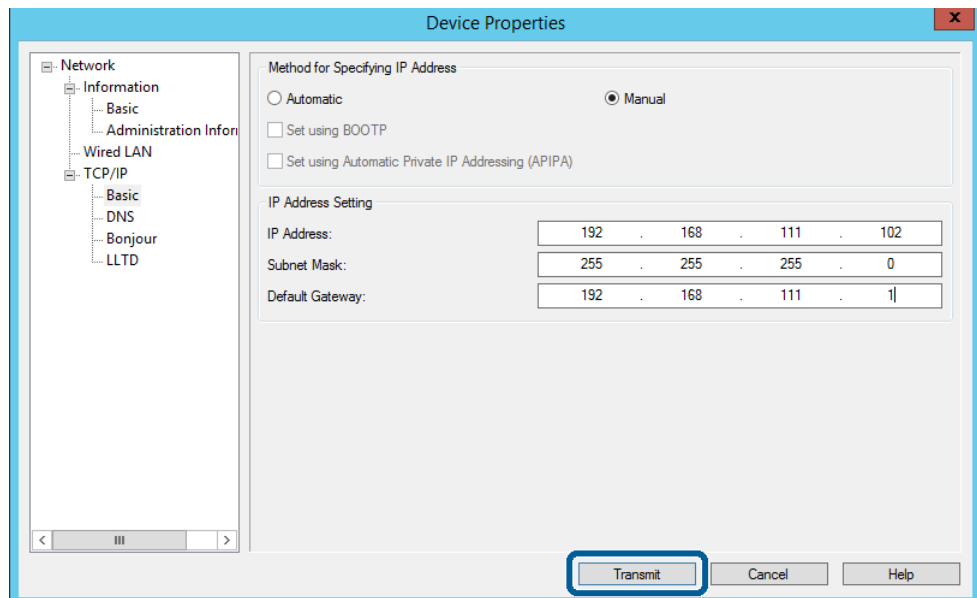 Device Properties
x
Network
Information
Basic
Administration Infor
Wired LAN
TCP/IP
Basic
DNS
Bonjour
LLTD
Method for Specifying IP Address
Automatic
Manual
Set using BOOTP
Set using Automatic Private IP Addressing (APIPA)
IP Address Setting
IP Address: 192 . 168 . 111 . 102
Subnet Mask: 255 . 255 . 255 . 0
Default Gateway: 192 . 168 . 111 . 1
Transmit Cancel Help